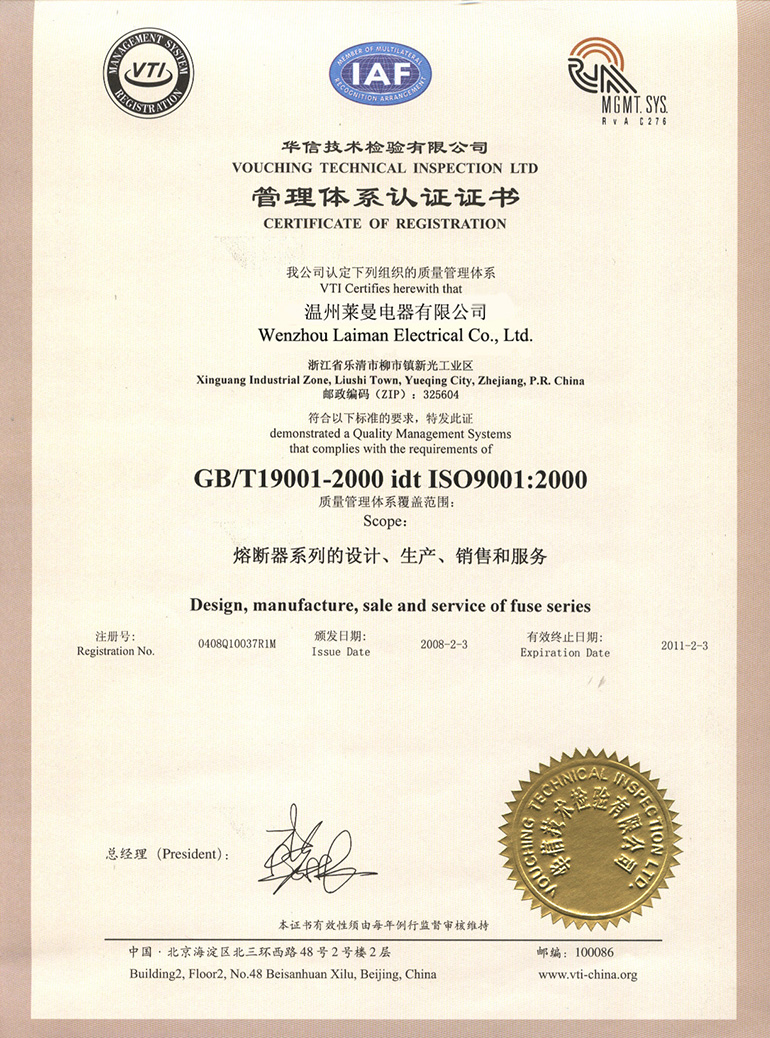 MANAGEMENT SYSTEM
VTI
REGISTRATION
MEMBER OF MULTILATERAL
IAF
RECOGNITION ARRANGEMENT
RvA
MGMT. SYS.
RvA C276
华信技术检验有限公司
VOUCHING TECHNICAL INSPECTION LTD
管理体系认证证书
CERTIFICATE OF REGISTRATION
我公司认定下列组织的质量管理体系
VTI Certifies herewith that
温州莱曼电器有限公司
Wenzhou Laiman Electrical Co., Ltd.
浙江省乐清市柳市镇新光工业区
Xinguang Industrial Zone, Liushi Town, Yueqing City, Zhejiang, P.R. China
邮政编码（ZIP）：325604
符合以下标准的要求，特发此证
demonstrated a Quality Management Systems
that complies with the requirements of
GB/T19001-2000 idt ISO9001:2000
质量管理体系覆盖范围：
Scope：
熔断器系列的设计、生产、销售和服务
Design, manufacture, sale and service of fuse series
注册号： 0408Q10037R1M 颁发日期： 2008-2-3 有效终止日期： 2011-2-3
Registration No. Issue Date Expiration Date
VOUCHING TECHNICAL INSPECTION LTD.
华信技术检验有限公司
总经理（President）：
本证书有效性须由每年例行监督审核维持
中国·北京海淀区北三环西路48号2号楼2层 邮编：100086
Building2, Floor2, No.48 Beisanhuan Xilu, Beijing, China www.vti-china.org